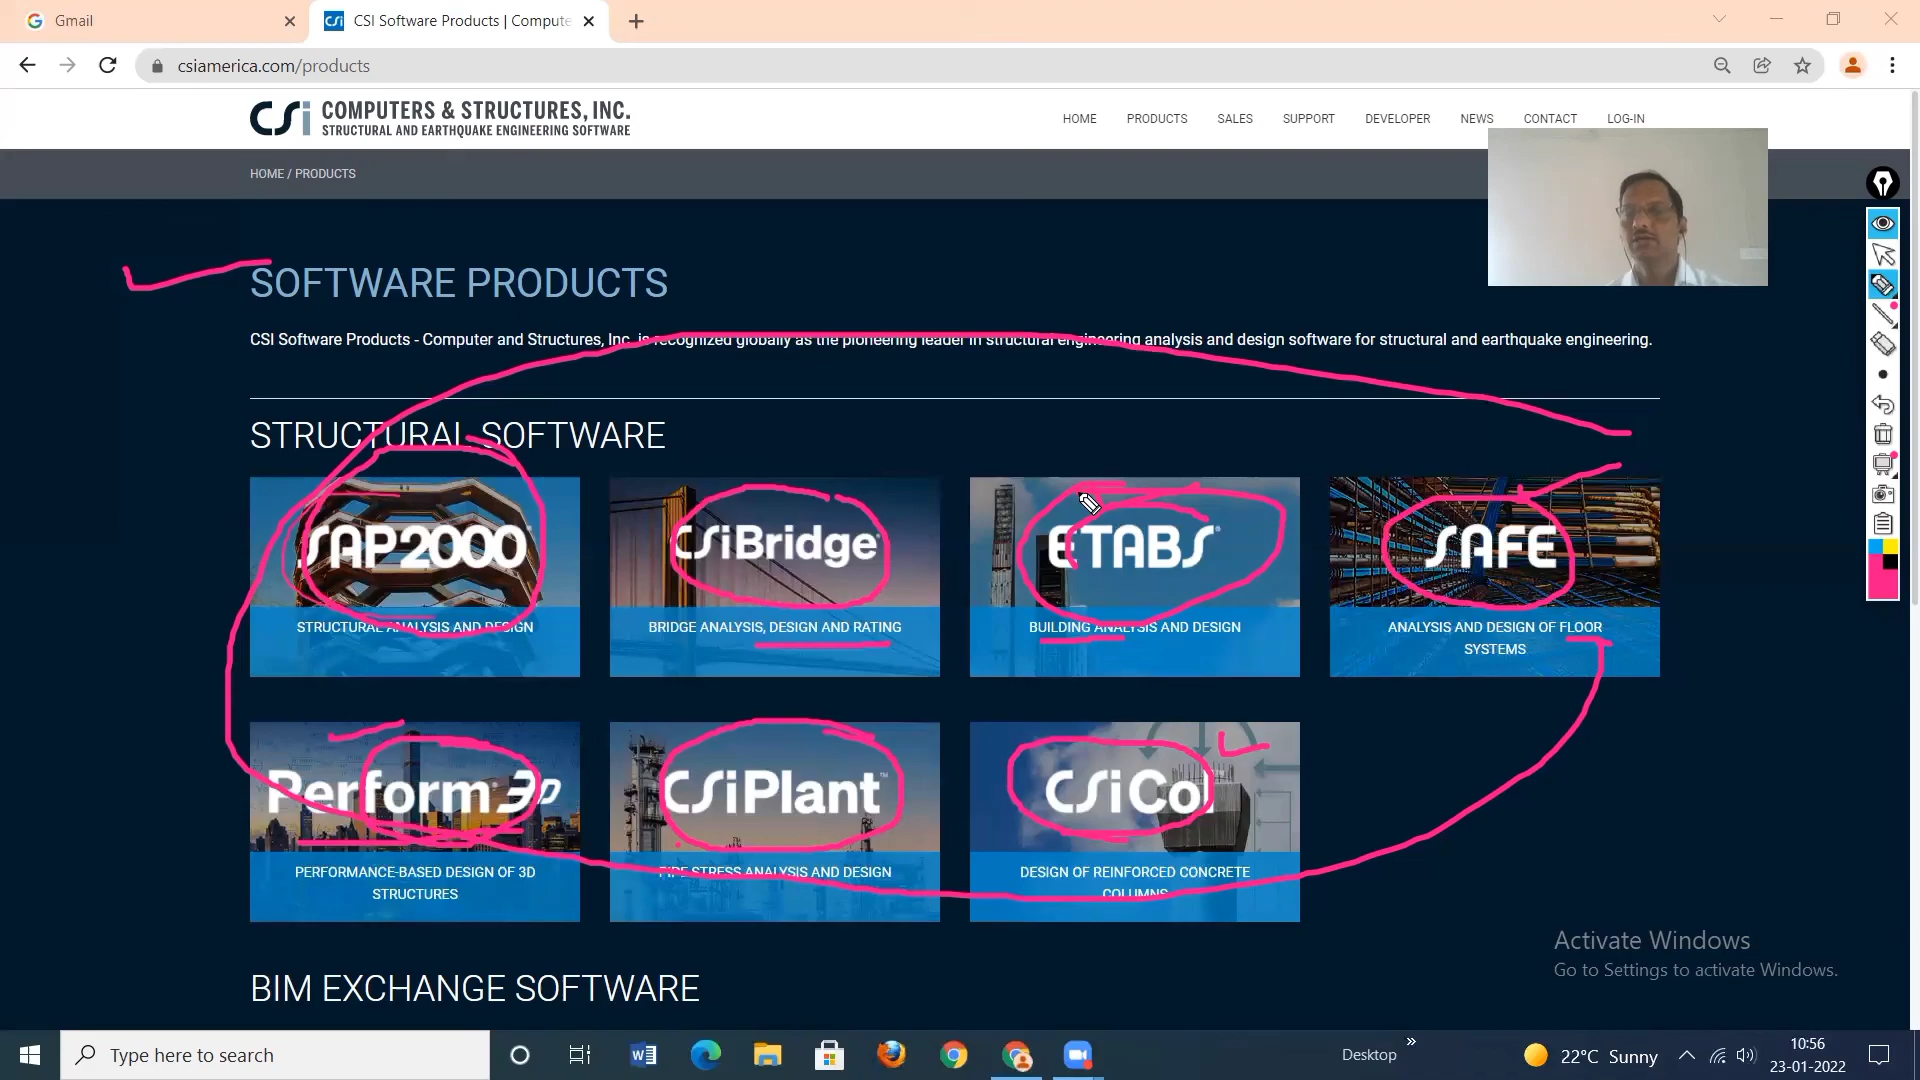 Gmail
CSI Software Products | Compute
csiamerica.com/products
CSi COMPUTERS & STRUCTURES, INC.
STRUCTURAL AND EARTHQUAKE ENGINEERING SOFTWARE
HOME PRODUCTS SALES SUPPORT DEVELOPER NEWS CONTACT LOG-IN
HOME / PRODUCTS
SOFTWARE PRODUCTS
CSI Software Products - Computer and Structures, Inc. is recognized globally as the pioneering leader in structural engineering analysis and design software for structural and earthquake engineering.
STRUCTURAL SOFTWARE
SAP2000
STRUCTURAL ANALYSIS AND DESIGN
CSiBridge
BRIDGE ANALYSIS, DESIGN AND RATING
ETABS
BUILDING ANALYSIS AND DESIGN
SAFE
ANALYSIS AND DESIGN OF FLOOR
SYSTEMS
Perform3D
PERFORMANCE-BASED DESIGN OF 3D
STRUCTURES
CSiPlant
PIPE STRESS ANALYSIS AND DESIGN
CSiCol
DESIGN OF REINFORCED CONCRETE
COLUMNS
BIM EXCHANGE SOFTWARE
Activate Windows
Go to Settings to activate Windows.
Type here to search
Desktop
22°C Sunny
10:56
23-01-2022